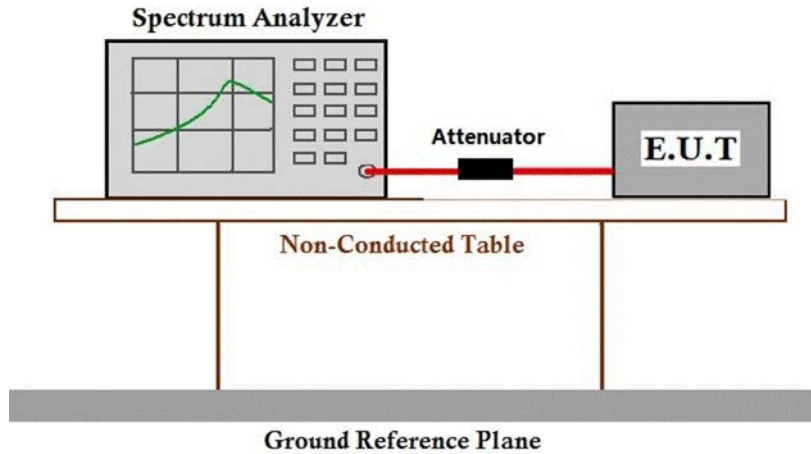 Spectrum Analyzer
Attenuator
E.U.T
Non-Conducted Table
Ground Reference Plane